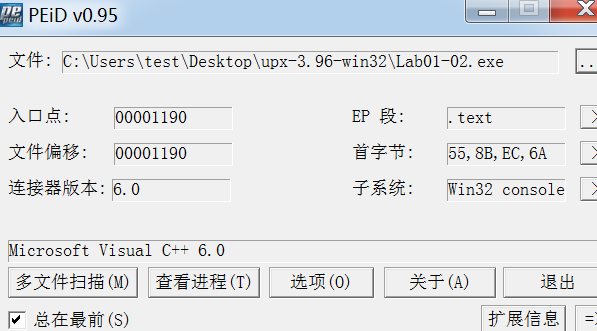 PEiD v0.95
文件: C:\Users\test\Desktop\upx-3.96-win32\Lab01-02.exe ..
入口点: 00001190 EP 段: .text
文件偏移: 00001190 首字节: 55,8B,EC,6A
连接器版本: 6.0 子系统: Win32 console
Microsoft Visual C++ 6.0
多文件扫描(M) 查看进程(T) 选项(O) 关于(A) 退出
总在最前(S) 扩展信息 =>